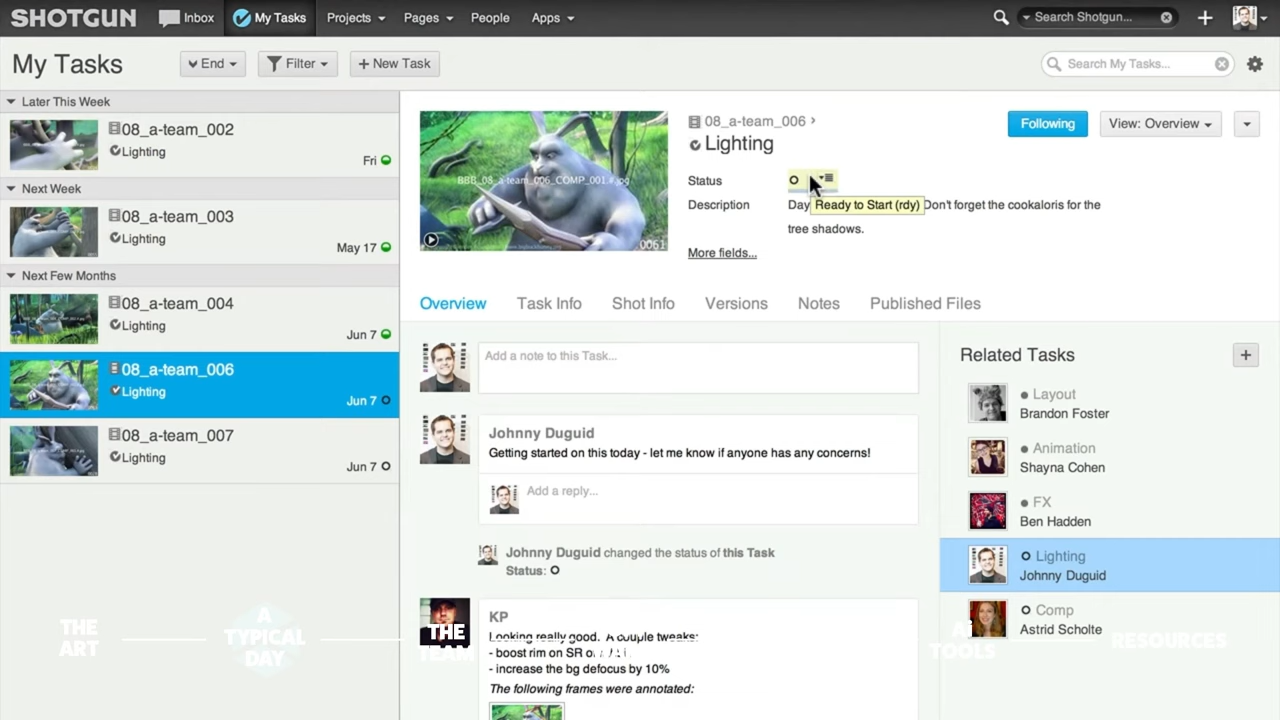 SHOTGUN Inbox My Tasks Projects Pages People Apps Search Shotgun...
My Tasks End Filter + New Task Search My Tasks...
Later This Week
08_a-team_002
Lighting
Fri
Next Week
08_a-team_003
Lighting
May 17
Next Few Months
08_a-team_004
Lighting
Jun 7
08_a-team_006
Lighting
Jun 7
08_a-team_007
Lighting
Jun 7
BBB_08_a-team_006_COMP_001.#.jpg
0061
08_a-team_006 ›
Lighting
Following View: Overview
Status
Ready to Start (rdy)
Description Day Don't forget the cookaloris for the
tree shadows.
More fields...
Overview Task Info Shot Info Versions Notes Published Files
Add a note to this Task...
Johnny Duguid
Getting started on this today - let me know if anyone has any concerns!
Add a reply...
Johnny Duguid changed the status of this Task
Status:
KP
Looking really good. A couple tweaks:
- boost rim on SR
- increase the bg defocus by 10%
The following frames were annotated:
Related Tasks +
Layout
Brandon Foster
Animation
Shayna Cohen
FX
Ben Hadden
Lighting
Johnny Duguid
Comp
Astrid Scholte
THE
ART
A
TYPICAL
DAY
THE
TEAM
TOOLS
RESOURCES